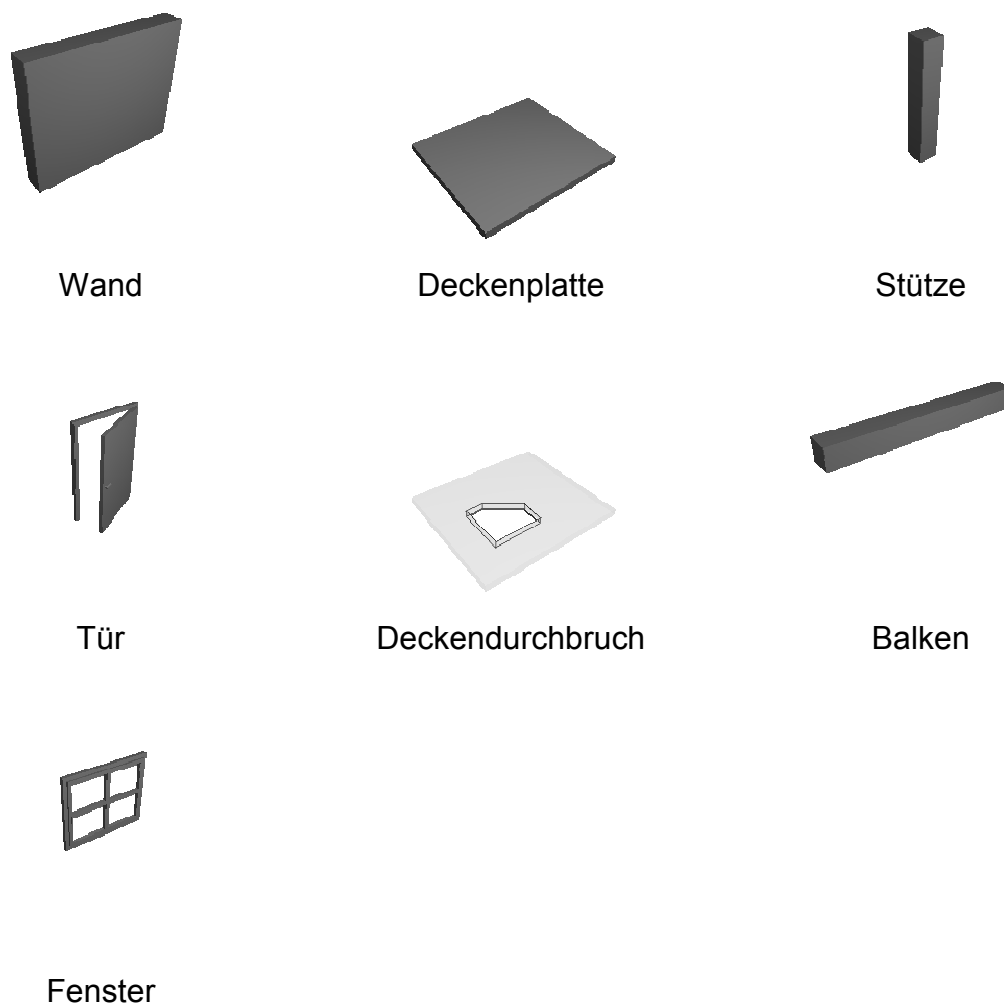 Wand
Deckenplatte
Stütze
Tür
Deckendurchbruch
Balken
Fenster